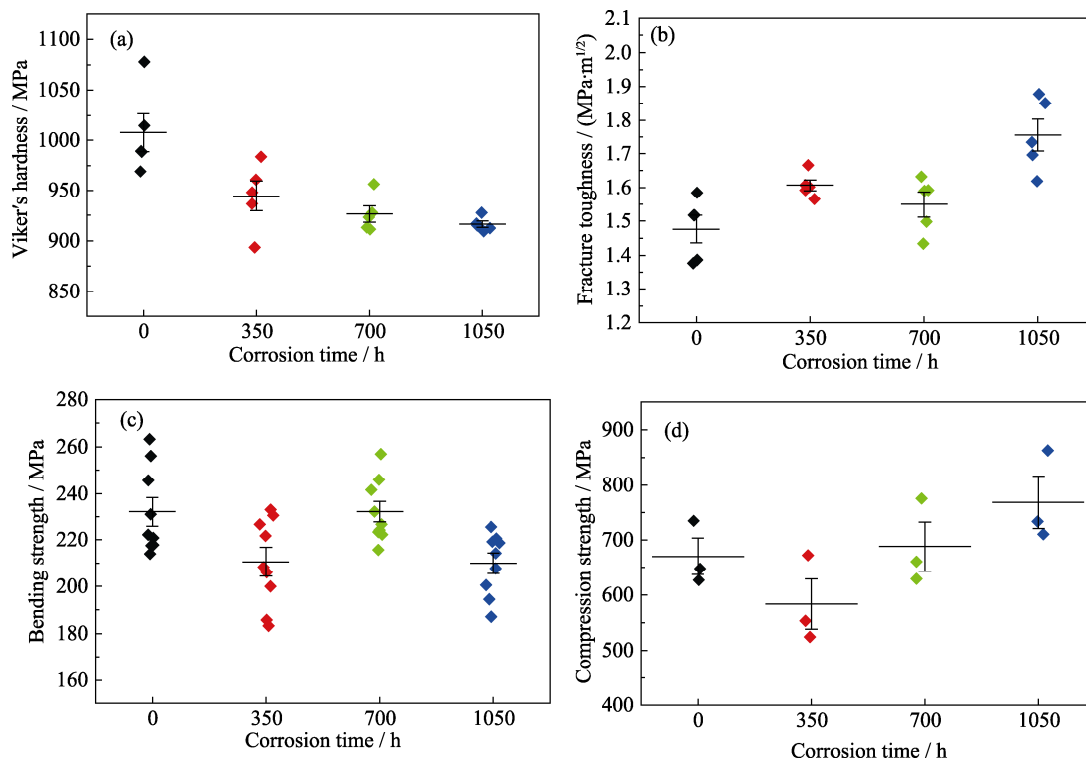 (a)
1100
1050
1000
950
900
850
Viker's hardness / MPa
0 350 700 1050
Corrosion time / h
(b)
2.1
2.0
1.9
1.8
1.7
1.6
1.5
1.4
1.3
1.2
Fracture toughness / (MPa·m1/2)
0 350 700 1050
Corrosion time / h
(c)
280
260
240
220
200
180
160
Bending strength / MPa
0 350 700 1050
Corrosion time / h
(d)
900
800
700
600
500
400
Compression strength / MPa
0 350 700 1050
Corrosion time / h